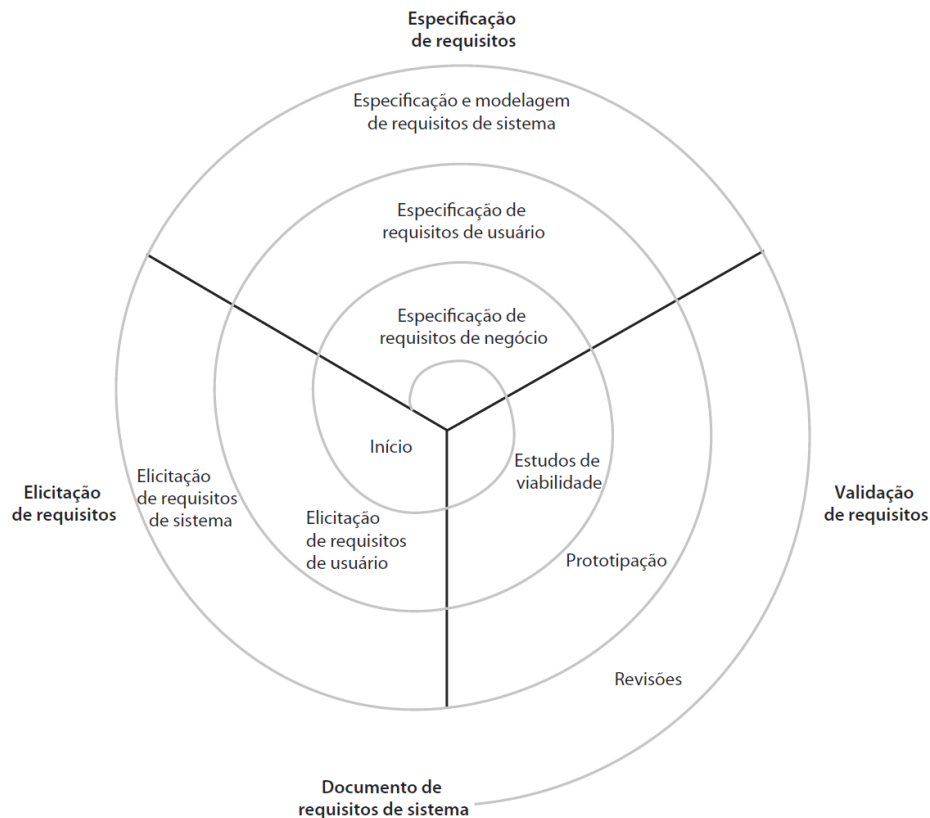 Especificação
de requisitos
Especificação e modelagem
de requisitos de sistema
Especificação de
requisitos de usuário
Especificação de
requisitos de negócio
Início
Estudos de
viabilidade
Elicitação
de requisitos
Elicitação
de requisitos
de sistema
Elicitação
de requisitos
de usuário
Validação
de requisitos
Prototipação
Revisões
Documento de
requisitos de sistema